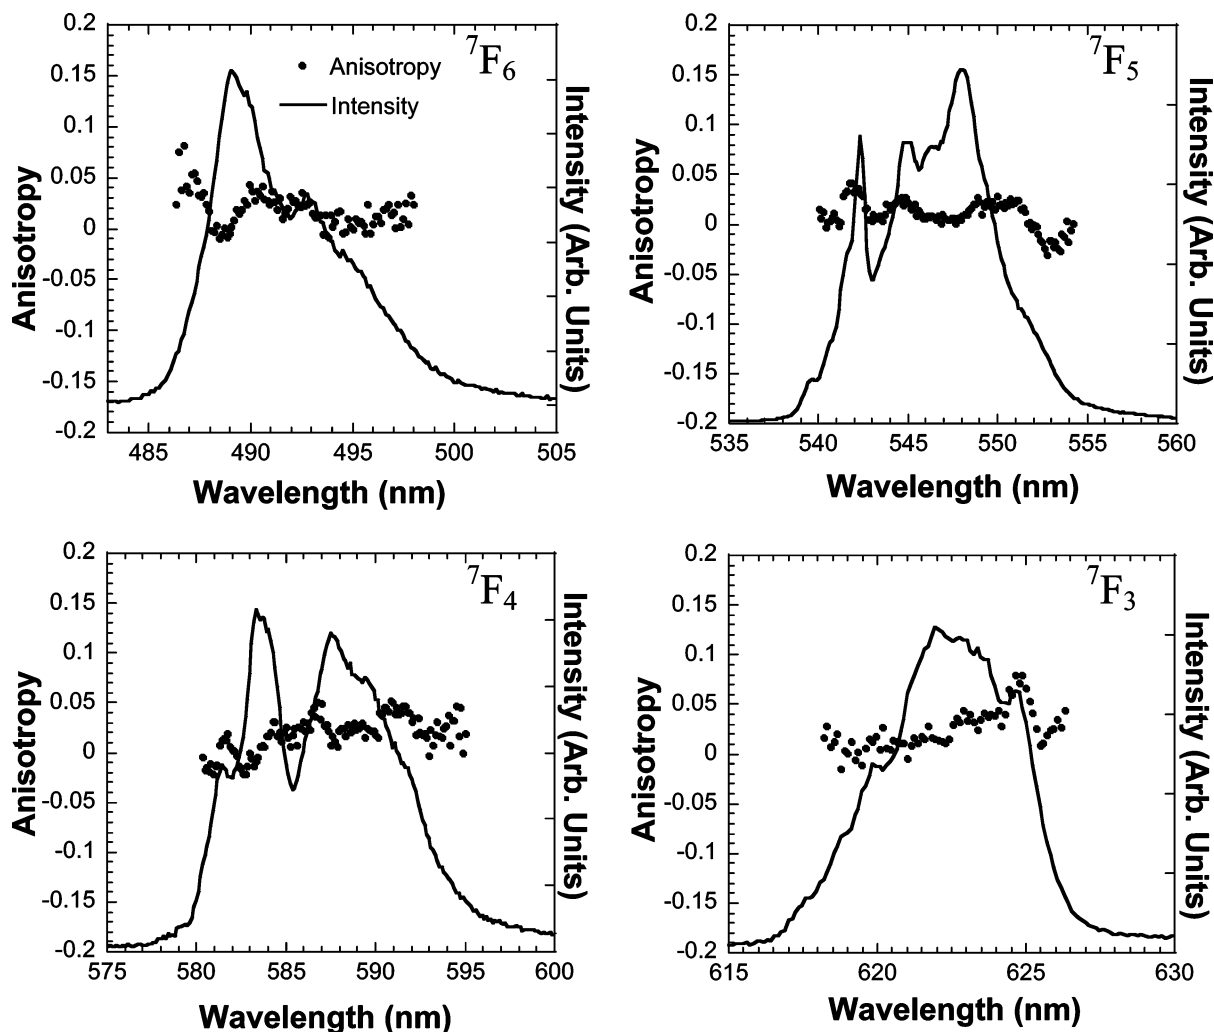 ⁷F₆
Anisotropy
Intensity
0.2
0.15
0.1
0.05
0
-0.05
-0.1
-0.15
-0.2
Anisotropy
Intensity (Arb. Units)
485 490 495 500 505
Wavelength (nm)
⁷F₅
0.2
0.15
0.1
0.05
0
-0.05
-0.1
-0.15
-0.2
Anisotropy
Intensity (Arb. Units)
535 540 545 550 555 560
Wavelength (nm)
⁷F₄
0.2
0.15
0.1
0.05
0
-0.05
-0.1
-0.15
-0.2
Anisotropy
Intensity (Arb. Units)
575 580 585 590 595 600
Wavelength (nm)
⁷F₃
0.2
0.15
0.1
0.05
0
-0.05
-0.1
-0.15
-0.2
Anisotropy
Intensity (Arb. Units)
615 620 625 630
Wavelength (nm)